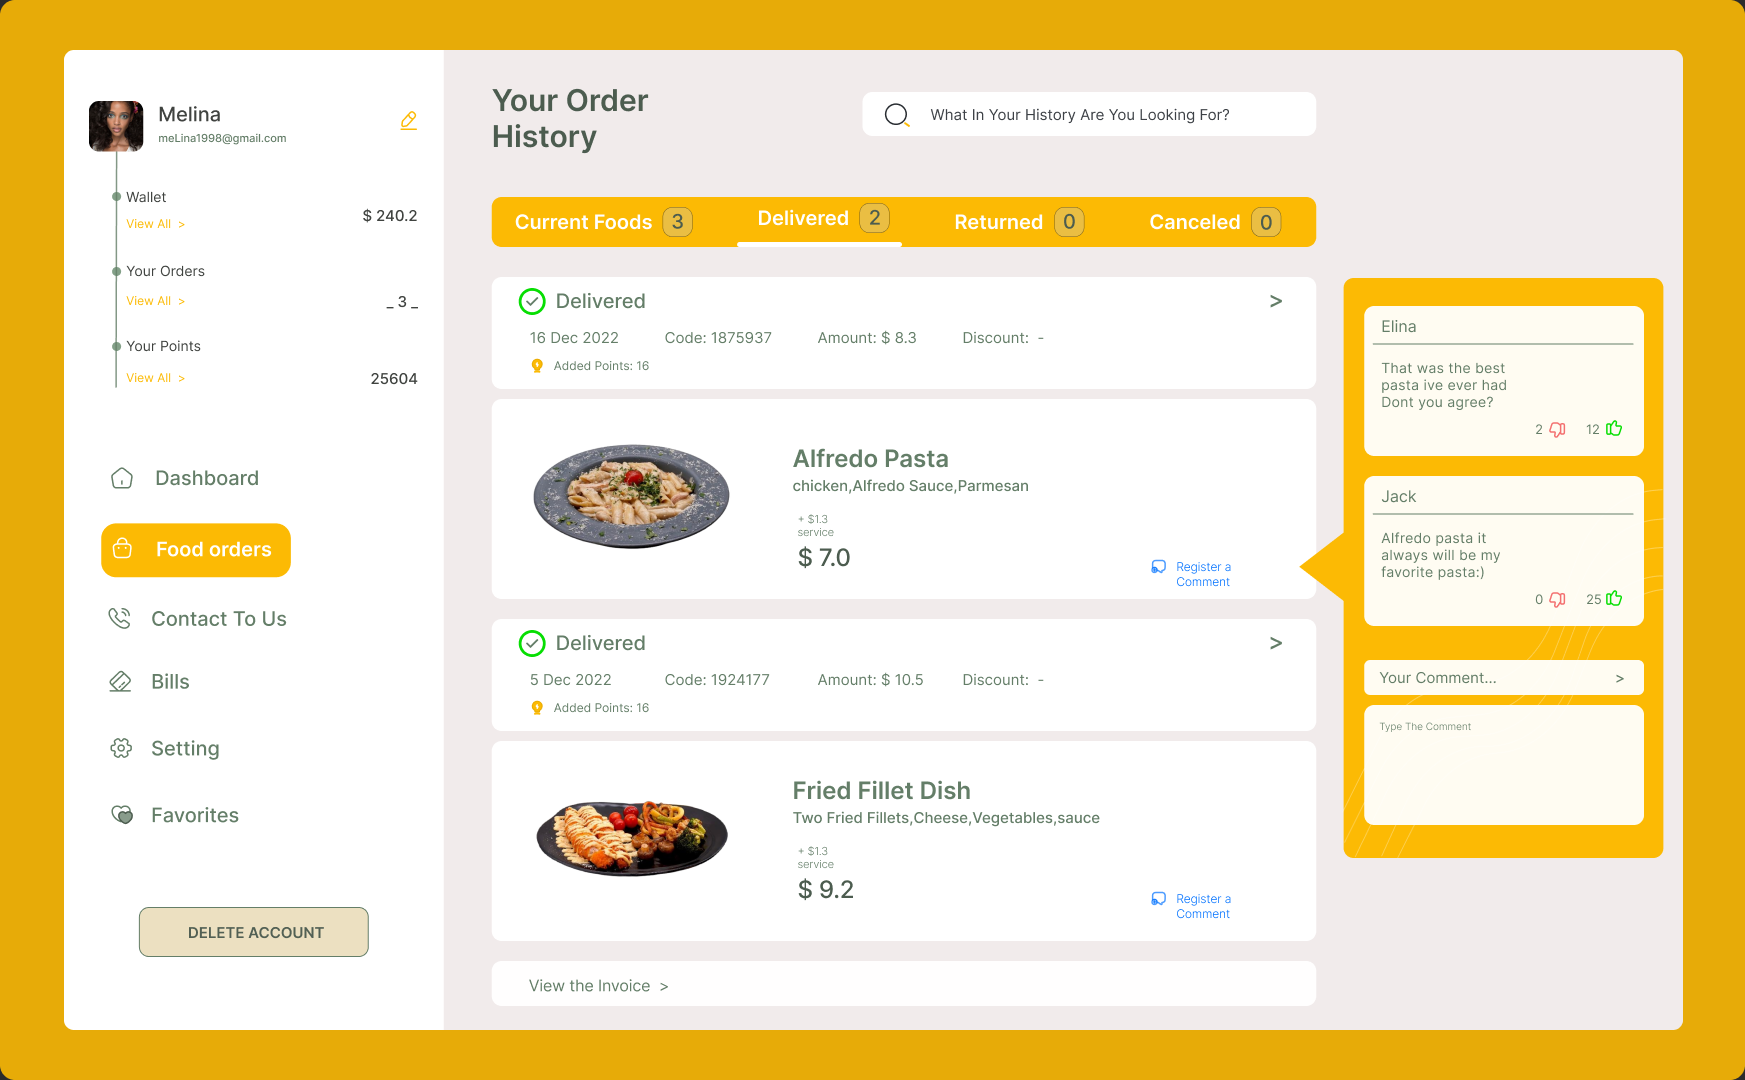 Melina
meLina1998@gmail.com
Wallet
View All >
$ 240.2
Your Orders
View All >
_ 3 _
Your Points
View All >
25604
Dashboard
Food orders
Contact To Us
Bills
Setting
Favorites
DELETE ACCOUNT
Your Order
History
What In Your History Are You Looking For?
Current Foods 3
Delivered 2
Returned 0
Canceled 0
Delivered >
16 Dec 2022 Code: 1875937 Amount: $ 8.3 Discount: -
Added Points: 16
Alfredo Pasta
chicken,Alfredo Sauce,Parmesan
+ $1.3
service
$ 7.0
Register a
Comment
Delivered >
5 Dec 2022 Code: 1924177 Amount: $ 10.5 Discount: -
Added Points: 16
Fried Fillet Dish
Two Fried Fillets,Cheese,Vegetables,sauce
+ $1.3
service
$ 9.2
Register a
Comment
View the Invoice >
Elina
That was the best
pasta ive ever had
Dont you agree?
2 12
Jack
Alfredo pasta it
always will be my
favorite pasta:)
0 25
Your Comment... >
Type The Comment